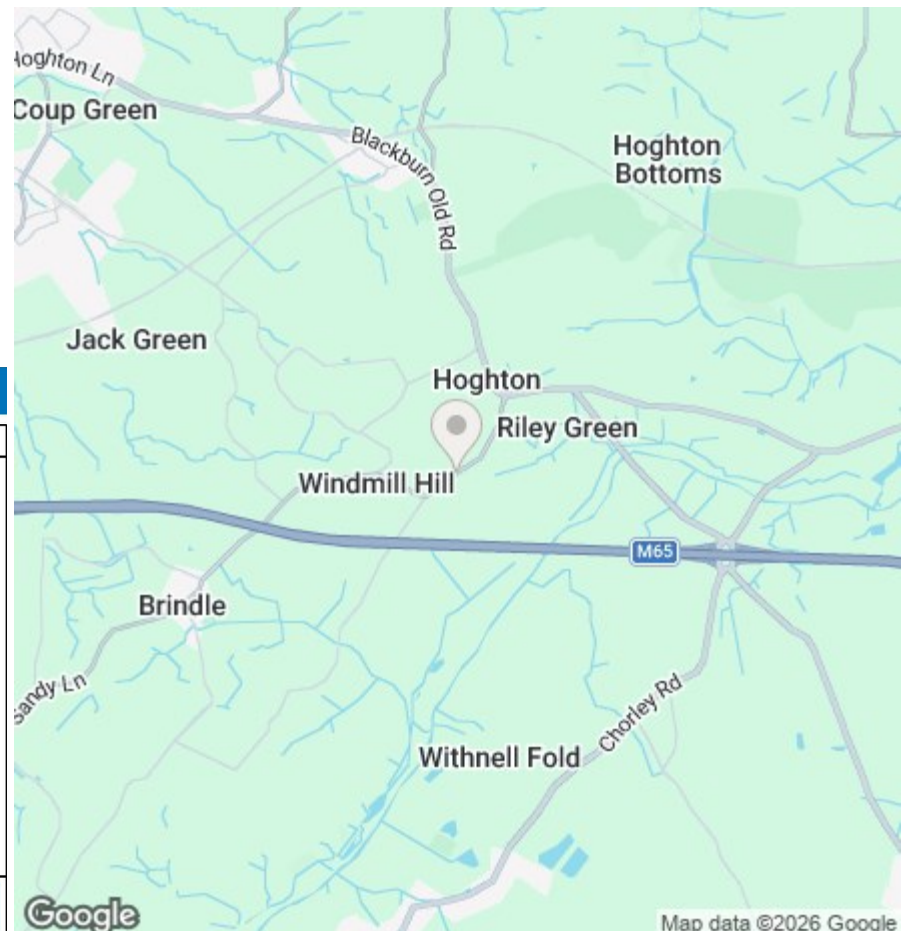 Hoghton Ln
Coup Green
Blackburn Old Rd
Hoghton
Bottoms
Jack Green
Hoghton
Riley Green
Windmill Hill
M65
Brindle
Sandy Ln
Chorley Rd
Withnell Fold
Google
Map data ©2026 Google